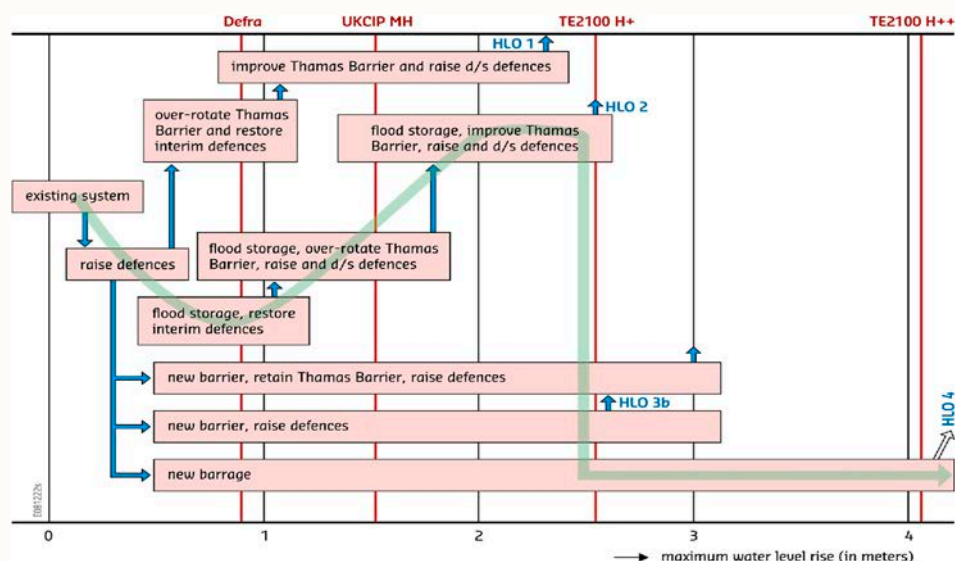 Defra
UKCIP MH
TE2100 H+
TE2100 H++
HLO 1
improve Thamas Barrier and raise d/s defences
over-rotate Thamas
Barrier and restore
interim defences
HLO 2
flood storage, improve Thamas
Barrier, raise and d/s defences
existing system
raise defences
flood storage, over-rotate Thamas
Barrier, raise and d/s defences
flood storage, restore
interim defences
new barrier, retain Thamas Barrier, raise defences
HLO 3b
new barrier, raise defences
HLO 4
new barrage
E081222s
0
1
2
3
4
maximum water level rise (in meters)